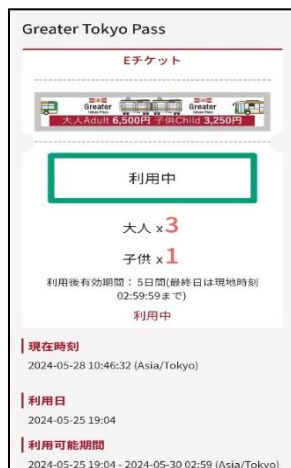 Greater Tokyo Pass
Eチケット
Greater
Tokyo Pass
Greater
Tokyo Pass
大人Adult 6,500円 子供Child 3,250円
利用中
大人 x3
子供 x1
利用後有効期間：5日間(最終日は現地時刻
02:59:59まで)
利用中
現在時刻
2024-05-28 10:46:32 (Asia/Tokyo)
利用日
2024-05-25 19:04
利用可能期間
2024-05-25 19:04 - 2024-05-30 02:59 (Asia/Tokyo)